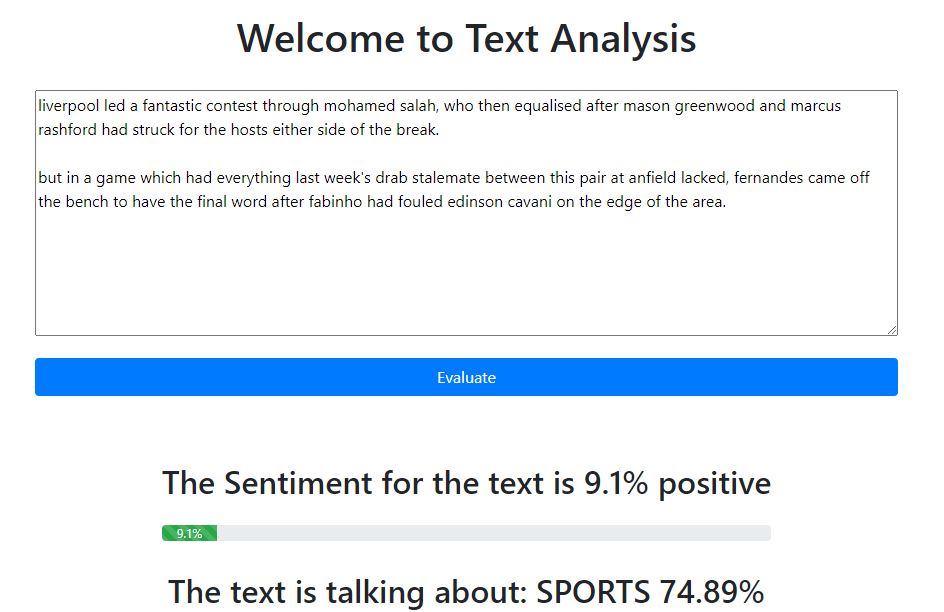 Welcome to Text Analysis
liverpool led a fantastic contest through mohamed salah, who then equalised after mason greenwood and marcus
rashford had struck for the hosts either side of the break.
but in a game which had everything last week's drab stalemate between this pair at anfield lacked, fernandes came off
the bench to have the final word after fabinho had fouled edinson cavani on the edge of the area.
Evaluate
The Sentiment for the text is 9.1% positive
9.1%
The text is talking about: SPORTS 74.89%